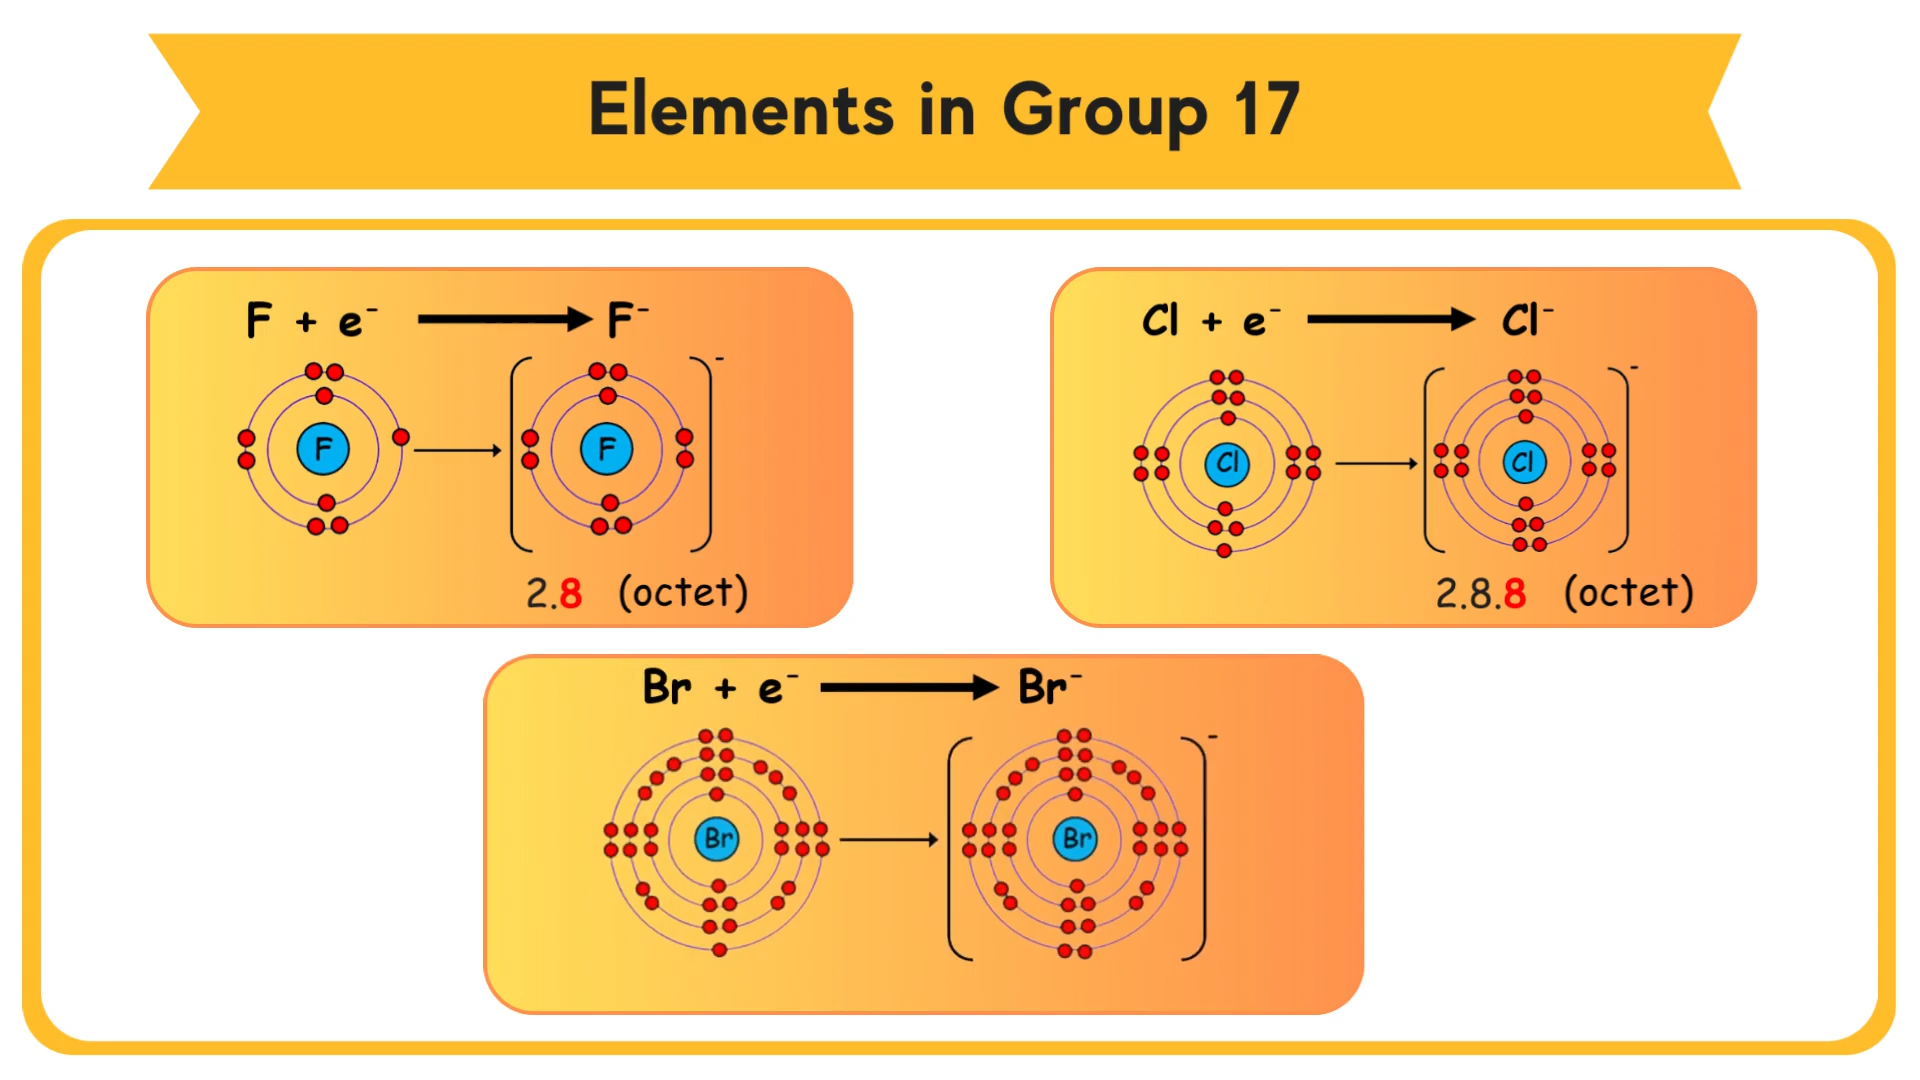 Elements in Group 17
F + e⁻ → F⁻
F
F
-
2.8 (octet)
Cl + e⁻ → Cl⁻
Cl
Cl
-
2.8.8 (octet)
Br + e⁻ → Br⁻
Br
Br
-